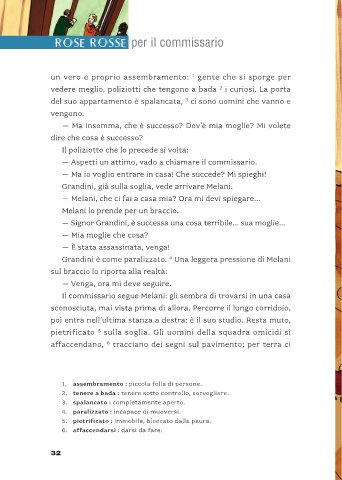 ROSE ROSSE per il commissario
un vero e proprio assembramento: 1 gente che si sporge per
vedere meglio, poliziotti che tengono a bada 2 i curiosi. La porta
del suo appartamento è spalancata, 3 ci sono uomini che vanno e
vengono.
— Ma insomma, che è successo? Dov'è mia moglie? Mi volete
dire che cosa è successo?
Il poliziotto che lo precede si volta:
— Aspetti un attimo, vado a chiamare il commissario.
— Ma io voglio entrare in casa! Che succede? Mi spieghi!
Grandini, già sulla soglia, vede arrivare Melani.
— Melani, che ci fai a casa mia? Ora mi devi spiegare...
Melani lo prende per un braccio.
— Signor Grandini, è successa una cosa terribile... sua moglie...
— Mia moglie che cosa?
— È stata assassinata, venga!
Grandini è come paralizzato. 4 Una leggera pressione di Melani
sul braccio lo riporta alla realtà:
— Venga, ora mi deve seguire.
Il commissario segue Melani: gli sembra di trovarsi in una casa
sconosciuta, mai vista prima di allora. Percorre il lungo corridoio,
poi entra nell'ultima stanza a destra: è il suo studio. Resta muto,
pietrificato 5 sulla soglia. Gli uomini della squadra omicidi si
affaccendano, 6 tracciano dei segni sul pavimento; per terra ci
1. assembramento : piccola folla di persone.
2. tenere a bada : tenere sotto controllo, sorvegliare.
3. spalancato : completamente aperto.
4. paralizzato : incapace di muoversi.
5. pietrificato : immobile, bloccato dalla paura.
6. affaccendarsi : darsi da fare.
32